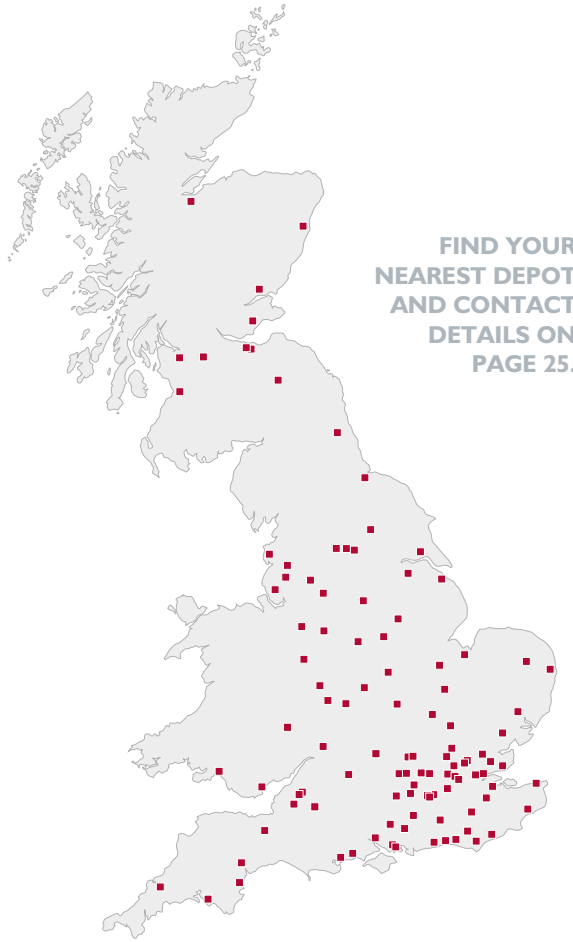 FIND YOUR
NEAREST DEPOT
AND CONTACT
DETAILS ON
PAGE 25.